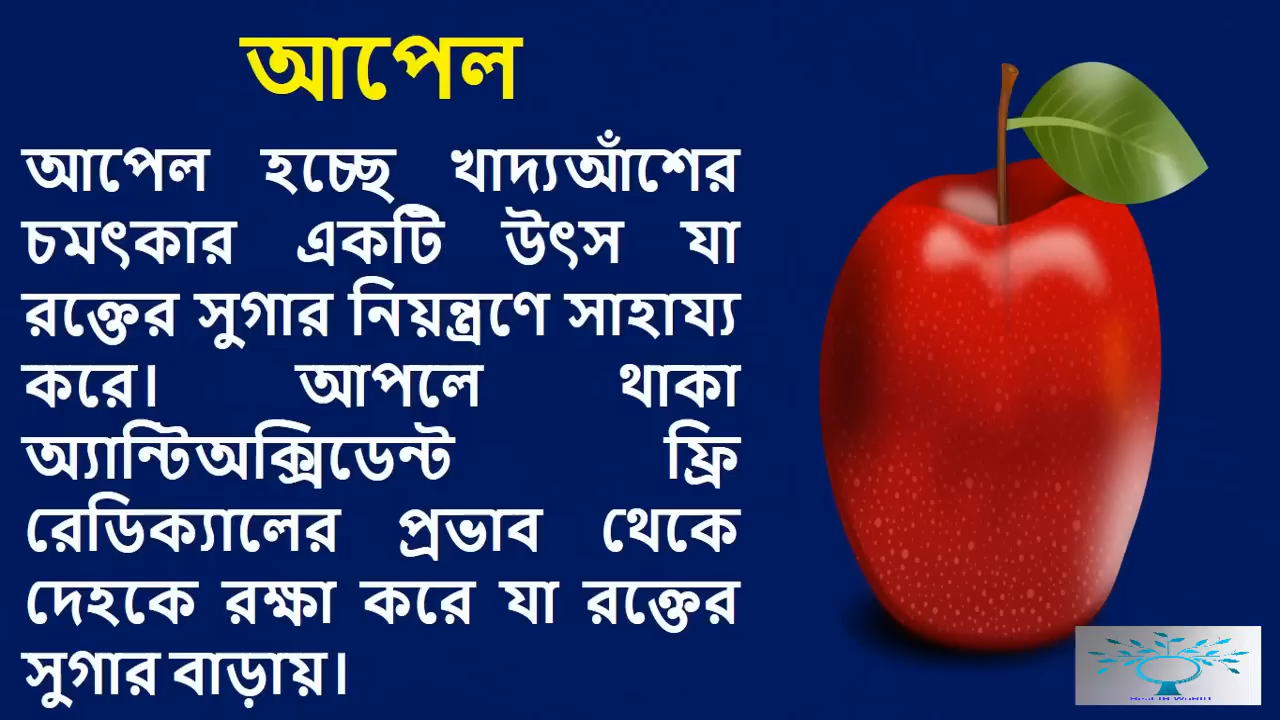 আপেল
আপেল হচ্ছে খাদ্যআঁশের
চমৎকার একটি উৎস যা
রক্তের সুগার নিয়ন্ত্রণে সাহায্য
করে। আপলে থাকা
অ্যান্টিঅক্সিডেন্ট ফ্রি
রেডিক্যালের প্রভাব থেকে
দেহকে রক্ষা করে যা রক্তের
সুগার বাড়ায়।